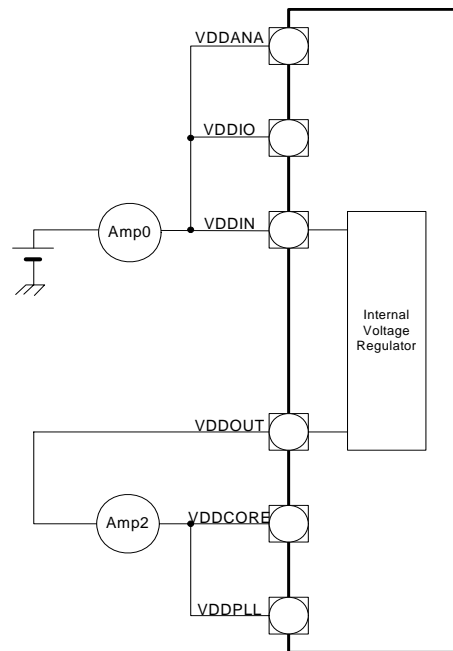 VDDANA
VDDIO
VDDIN
Amp0
Internal
Voltage
Regulator
VDDOUT
VDDCORE
Amp2
VDDPLL